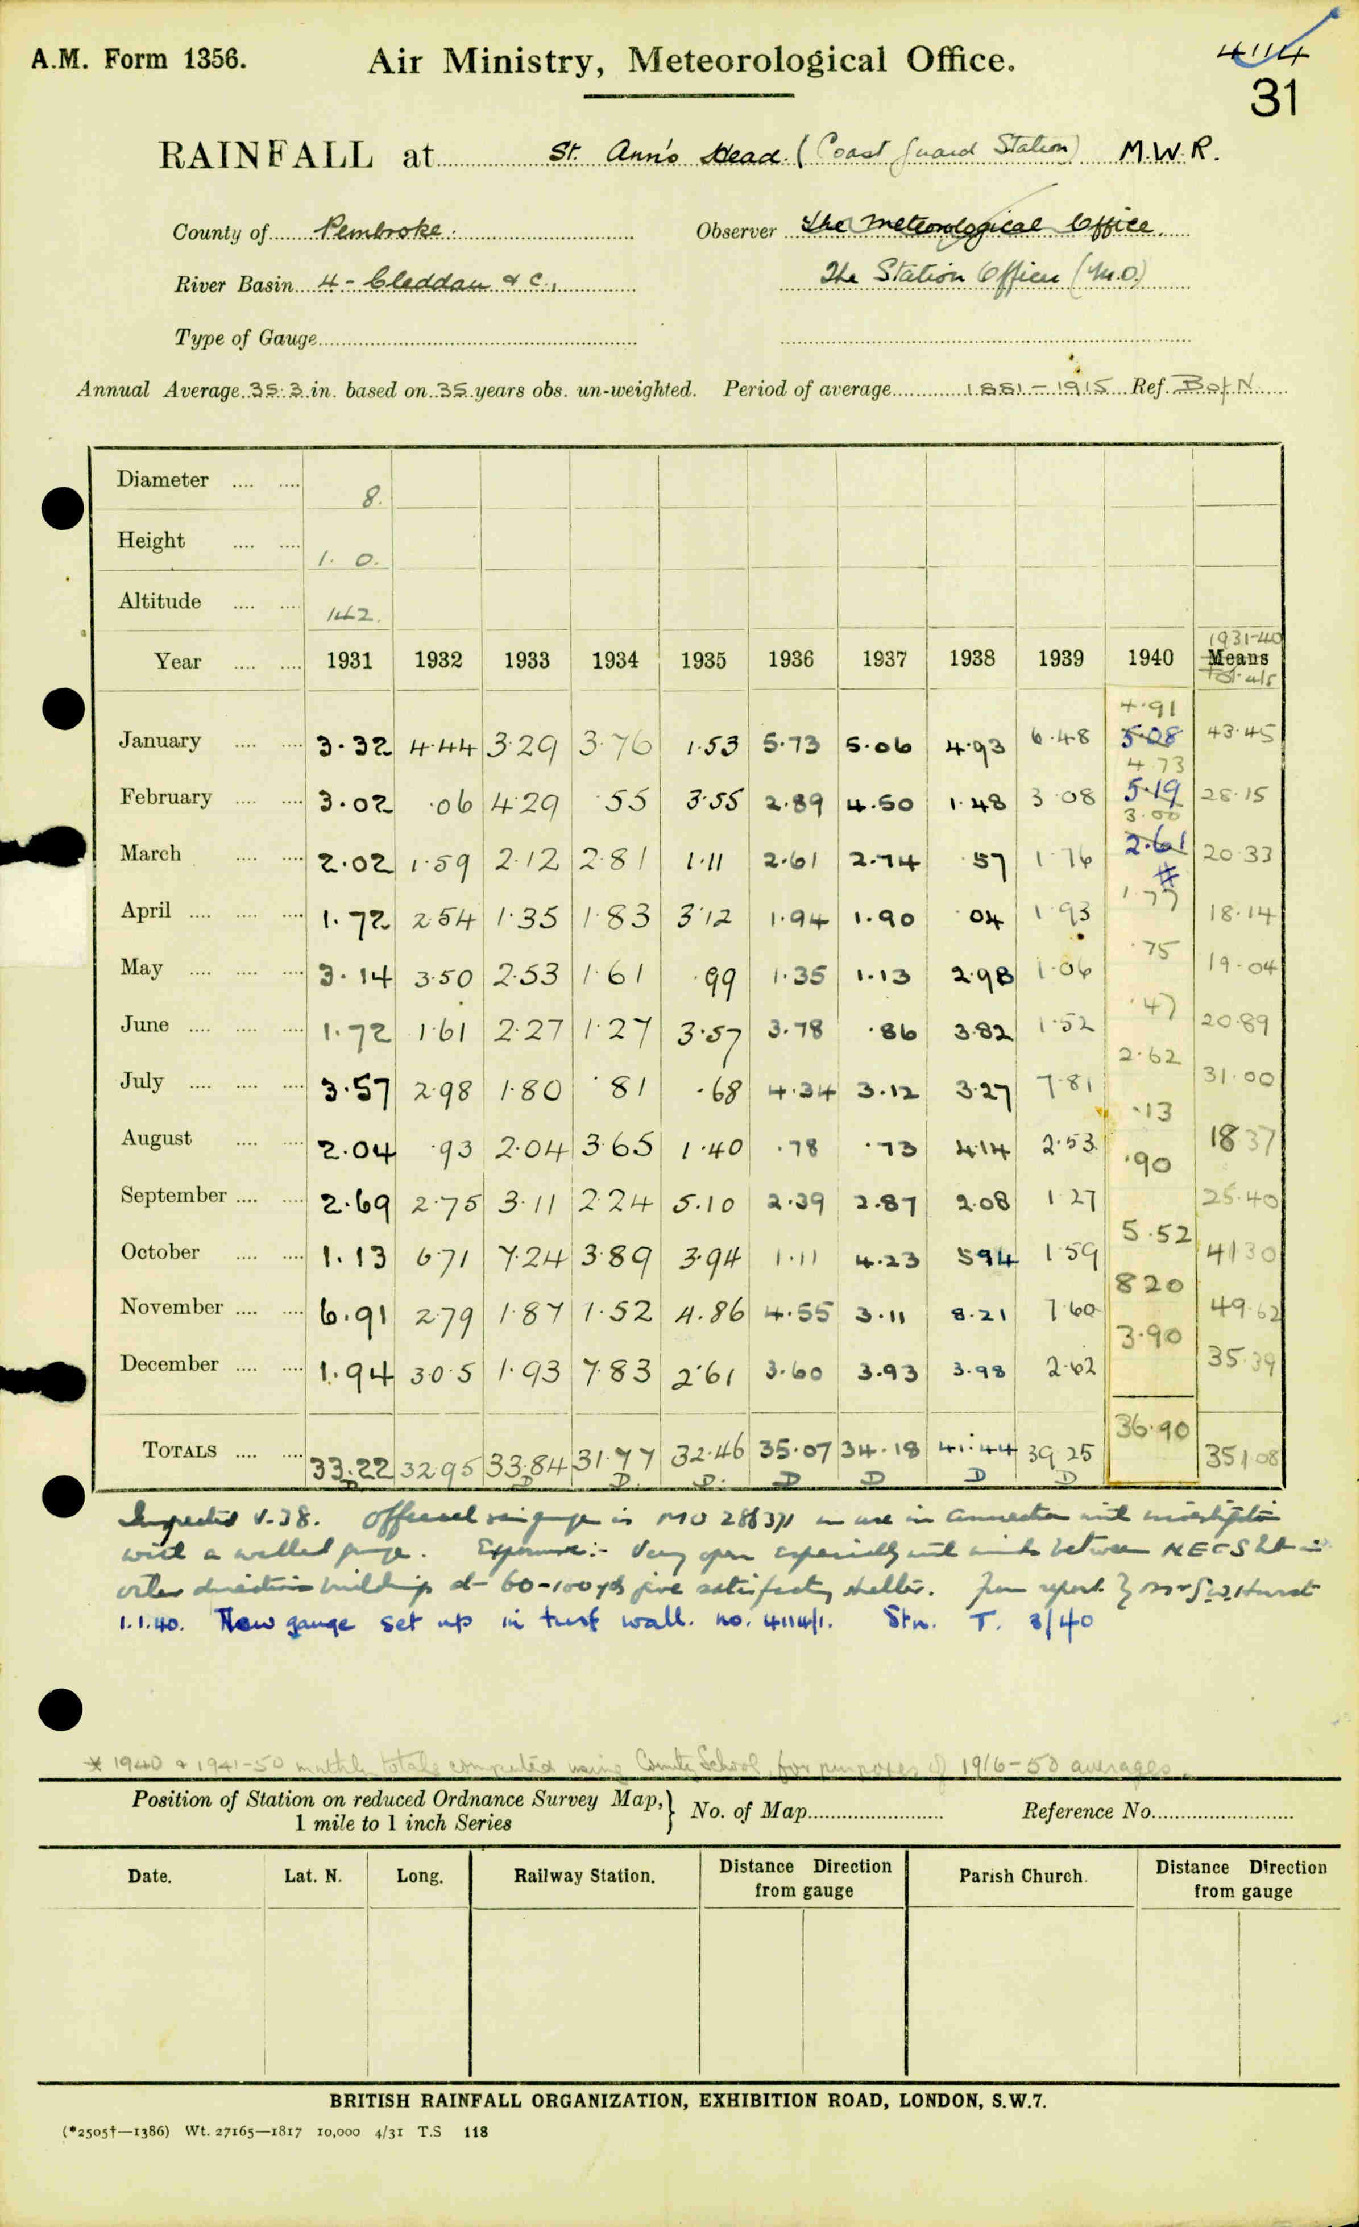 A.M. Form 1356.
Air Ministry, Meteorological Office.
4114
31
RAINFALL at St. Ann's Head (Coast Guard Station) M.W.R.
County of Pembroke. Observer The Meteorological Office.
River Basin 4 - Cleddau & C. The Station Officer (M.O.)
Type of Gauge
Annual Average 35.3 in. based on 35 years obs. un-weighted. Period of average 1881-1915 Ref. B of N.
Diameter 8.
Height 1. 0.
Altitude 142.
1931-40
Year 1931 1932 1933 1934 1935 1936 1937 1938 1939 1940 Means
Totals
4.91
January 3.32 4.44 3.29 3.76 1.53 5.73 5.06 4.93 6.48 5.08 43.45
4.73
February 3.02 .06 4.29 .55 3.55 2.89 4.50 1.48 3.08 5.19 28.15
3.00
March 2.02 1.59 2.12 2.81 1.11 2.61 2.74 .57 1.76 2.61 20.33
#
April 1.72 2.54 1.35 1.83 3.12 1.94 1.90 .04 1.93 1.77 18.14
May 3.14 3.50 2.53 1.61 .99 1.35 1.13 2.98 1.06 .75 19.04
June 1.72 1.61 2.27 1.27 3.57 3.78 .86 3.82 1.52 .47 20.89
July 3.57 2.98 1.80 .81 .68 4.34 3.12 3.27 7.81 2.62 31.00
August 2.04 .93 2.04 3.65 1.40 .78 .73 4.14 2.53 .13 18.37
September 2.69 2.75 3.11 2.24 5.10 2.39 2.87 2.08 1.27 .90 25.40
October 1.13 6.71 7.24 3.89 3.94 1.11 4.23 5.94 1.59 5.52 41.30
November 6.91 2.79 1.87 1.52 4.86 4.55 3.11 8.21 7.60 8.20 49.62
December 1.94 3.05 1.93 7.83 2.61 3.60 3.93 3.98 2.62 3.90 35.39
TOTALS 33.22 32.95 33.84 31.77 32.46 35.07 34.18 41.44 39.25 36.90 351.08
D D D. D. D D D D
Inspected V.38. Official rain gauge is MO in use in connection with investigation
with a walled gauge. Exposure:- Very open especially with winds between
other directions buildings at 60-100 yds give satisfactory shelter. From report by Mr Hurst
1.1.40. New gauge set up in turf wall. no. 4114/1. Stn. T. 3/40
* 1940 & 1941-50 monthly totals computed using County School, for purposes of 1916-50 averages.
Position of Station on reduced Ordnance Survey Map, } No. of Map Reference No.
1 mile to 1 inch Series
Date. Lat. N. Long. Railway Station. Distance Direction from gauge Parish Church. Distance Direction from gauge
BRITISH RAINFALL ORGANIZATION, EXHIBITION ROAD, LONDON, S.W.7.
(*2505†—1386) Wt. 27165—1817 10,000 4/31 T.S 118